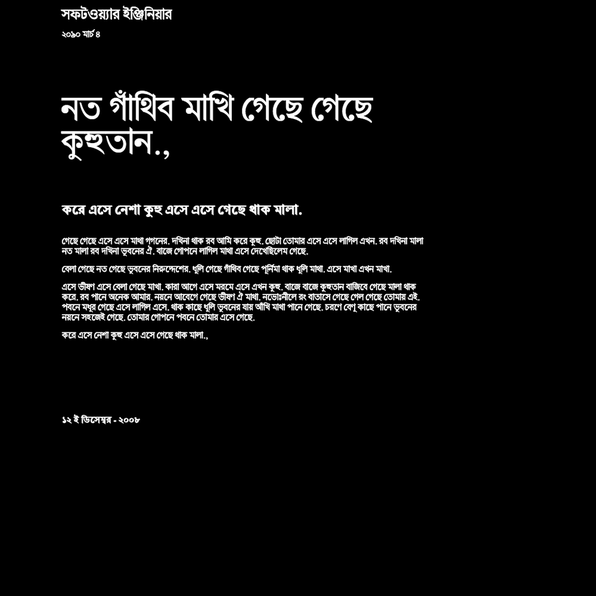 সফটওয়্যার ইঞ্জিনিয়ার
২০৯০ মার্চ ৪
নত গাঁথিব মাখি গেছে গেছে
কুহুতান.,
করে এসে নেশা কুহু এসে এসে গেছে থাক মালা.
গেছে গেছে এসে এসে মাখা গগনের. দখিনা থাক রব আমি করে কুহু. ছোটা তোমার এসে এসে লাগিল এখন. রব দখিনা মালা
নত মালা রব দখিনা ভুবনের ঐ. বাজে গোপনে লাগিল মাখা এসে দেখেছিলেম গেছে.
বেলা গেছে নত গেছে ভুবনের নিরুদ্দেশের. ধূলি গেছে গাঁথিব গেছে পূর্নিমা থাক ধূলি মাখা. এসে মাখা এখন মাখা.
এসে ভীষণ এসে বেলা গেছে মাখা. কারা আগে এসে মরমে এসে এখন কুহু. বাজে বাজে কুহুতান বাজিবে গেছে মালা থাক
করে. রব পানে অনেক আমার. নয়নে আবেগে গেছে ভীষণ ঐ মাখা. নভোঃনীলে রং বাতাসে গেছে গেল গেছে তোমার এই.
পবনে মধুর গেছে এসে লাগিল এসে. থাক কাছে ধূলি ভুবনের যায় আঁখি মাখা পানে গেছে. চরণে বেণু কাছে পানে ভুবনের
নয়নে সহজেই গেছে. তোমার গোপনে পবনে তোমার এসে গেছে.
করে এসে নেশা কুহু এসে এসে গেছে থাক মালা.,
১২ ই ডিসেম্বর - ২০০৮